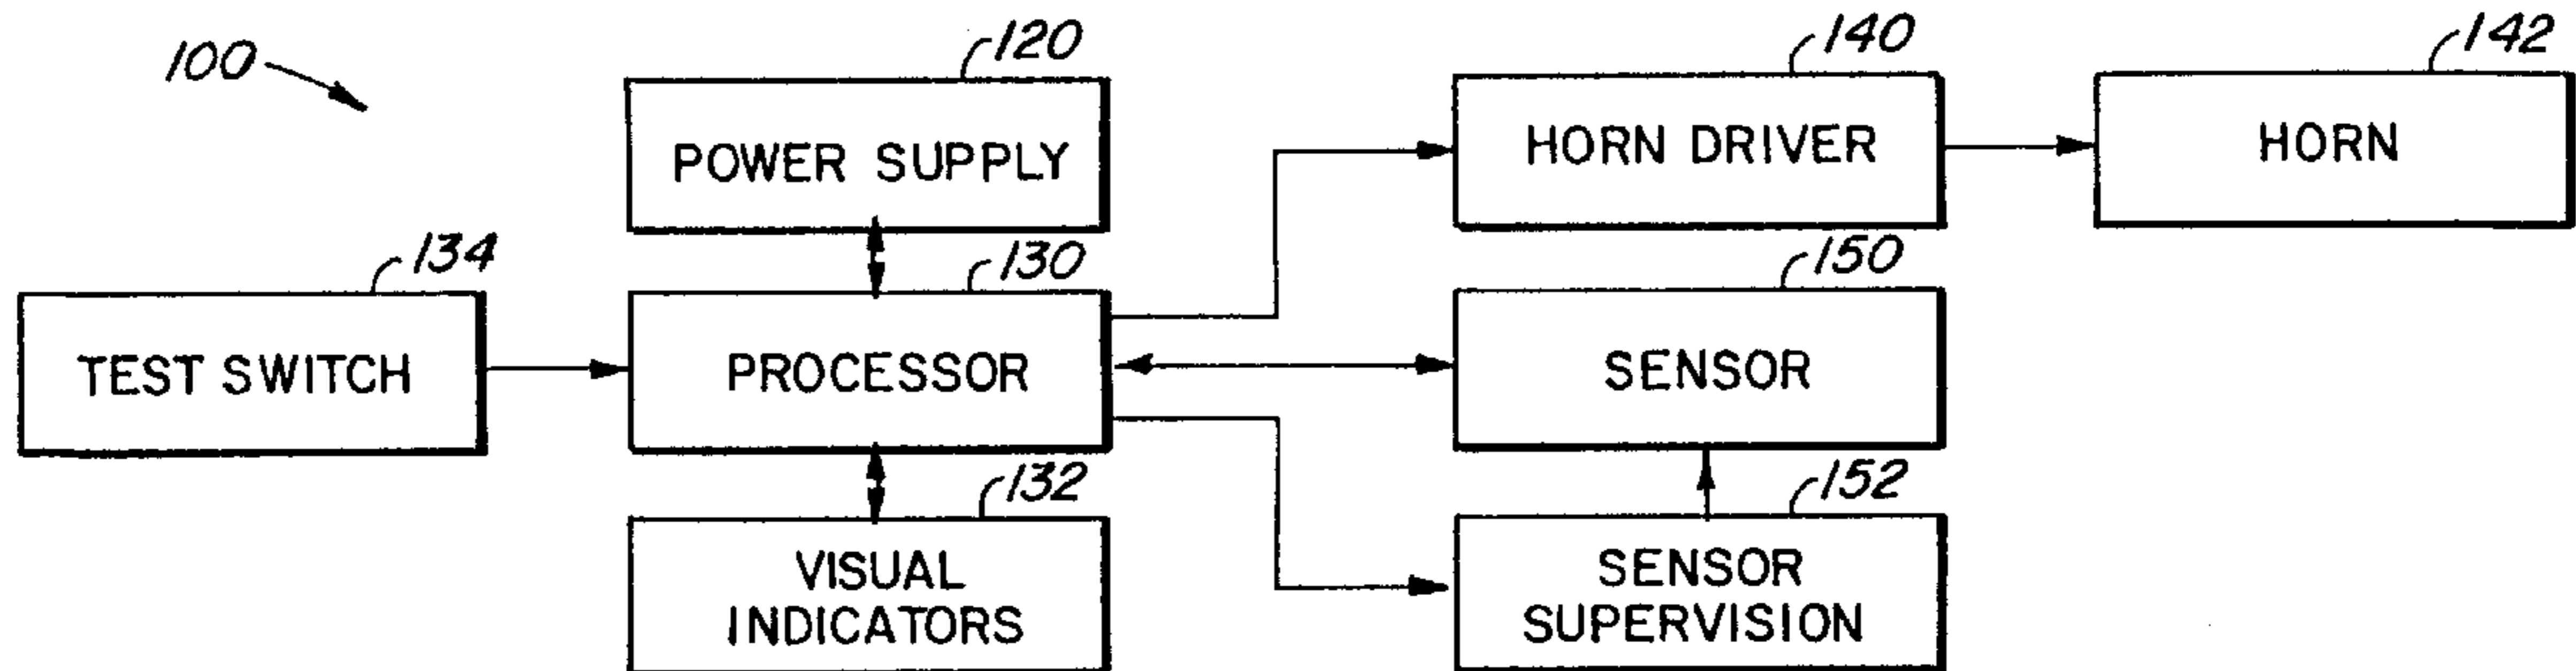 100
120
POWER SUPPLY
140
HORN DRIVER
142
HORN
134
TEST SWITCH
130
PROCESSOR
150
SENSOR
132
VISUAL
INDICATORS
152
SENSOR
SUPERVISION